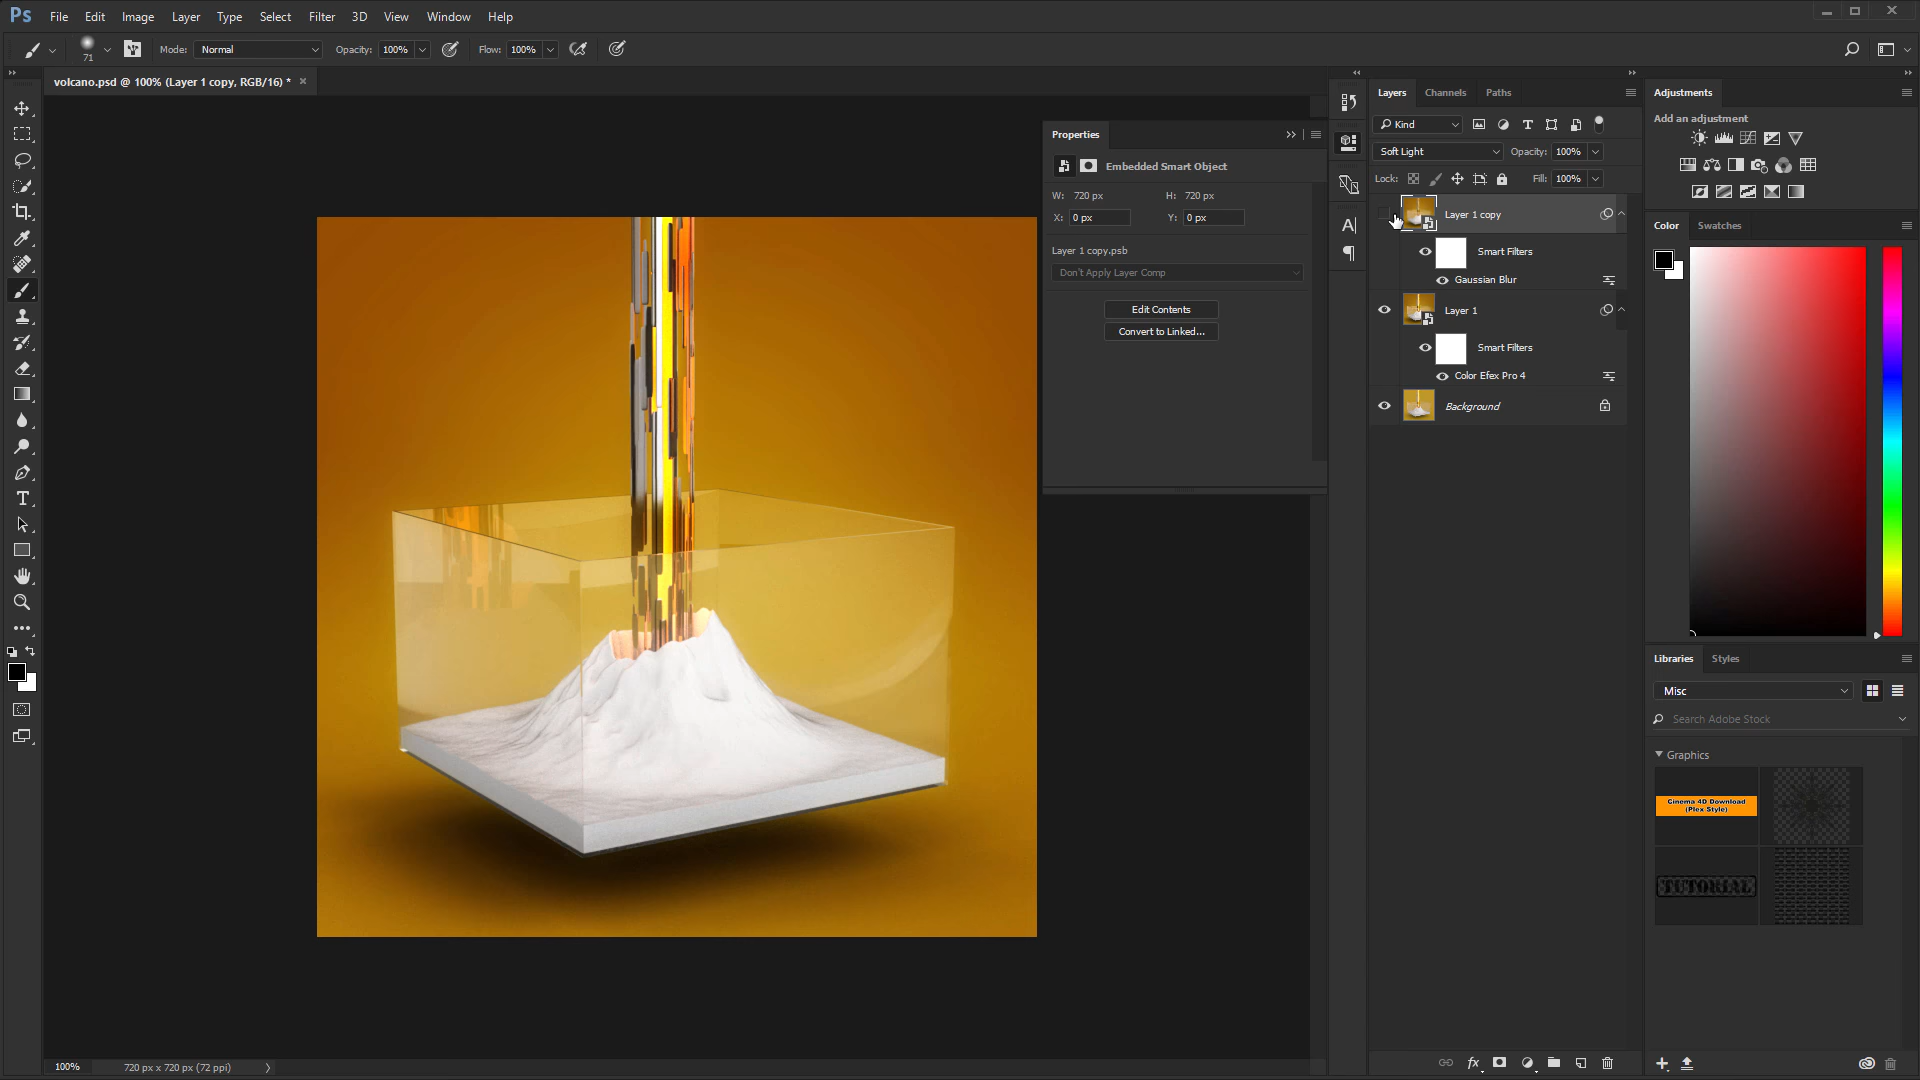 Ps File Edit Image Layer Type Select Filter 3D View Window Help
71 Mode: Normal Opacity: 100% Flow: 100%
volcano.psd @ 100% (Layer 1 copy, RGB/16) *
Properties
Embedded Smart Object
W: 720 px H: 720 px
X: 0 px Y: 0 px
Layer 1 copy.psb
Don't Apply Layer Comp
Edit Contents
Convert to Linked...
Layers Channels Paths
Kind
Soft Light Opacity: 100%
Lock: Fill: 100%
Layer 1 copy
Smart Filters
Gaussian Blur
Layer 1
Smart Filters
Color Efex Pro 4
Background
Adjustments
Add an adjustment
Color Swatches
Libraries Styles
Misc
Search Adobe Stock
Graphics
Cinema 4D Download
(Plex Style)
TUTORIAL
100% 720 px x 720 px (72 ppi)